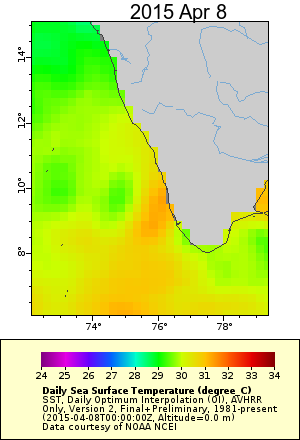 2015 Apr 8
14°
12°
10°
8°
74°
76°
78°
24 25 26 27 28 29 30 31 32 33 34
Daily Sea Surface Temperature (degree_C)
SST, Daily Optimum Interpolation (OI), AVHRR
Only, Version 2, Final+Preliminary, 1981-present
(2015-04-08T00:00:00Z, Altitude=0.0 m)
Data courtesy of NOAA NCEI